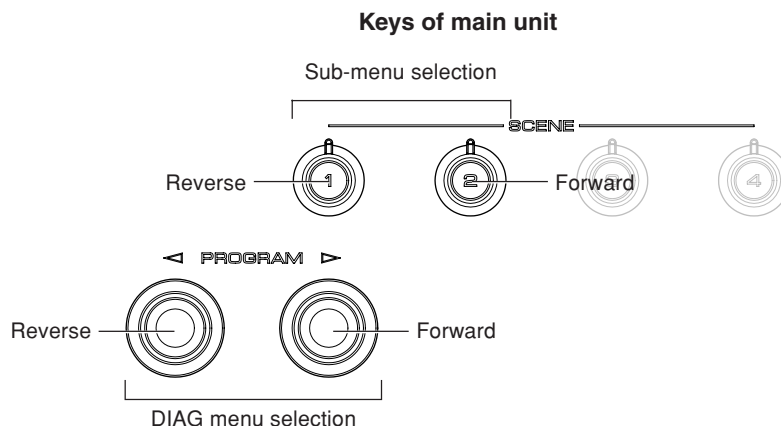 Keys of main unit
Sub-menu selection
SCENE
Reverse 1 2 Forward 3 4
◁ PROGRAM ▷
Reverse Forward
DIAG menu selection